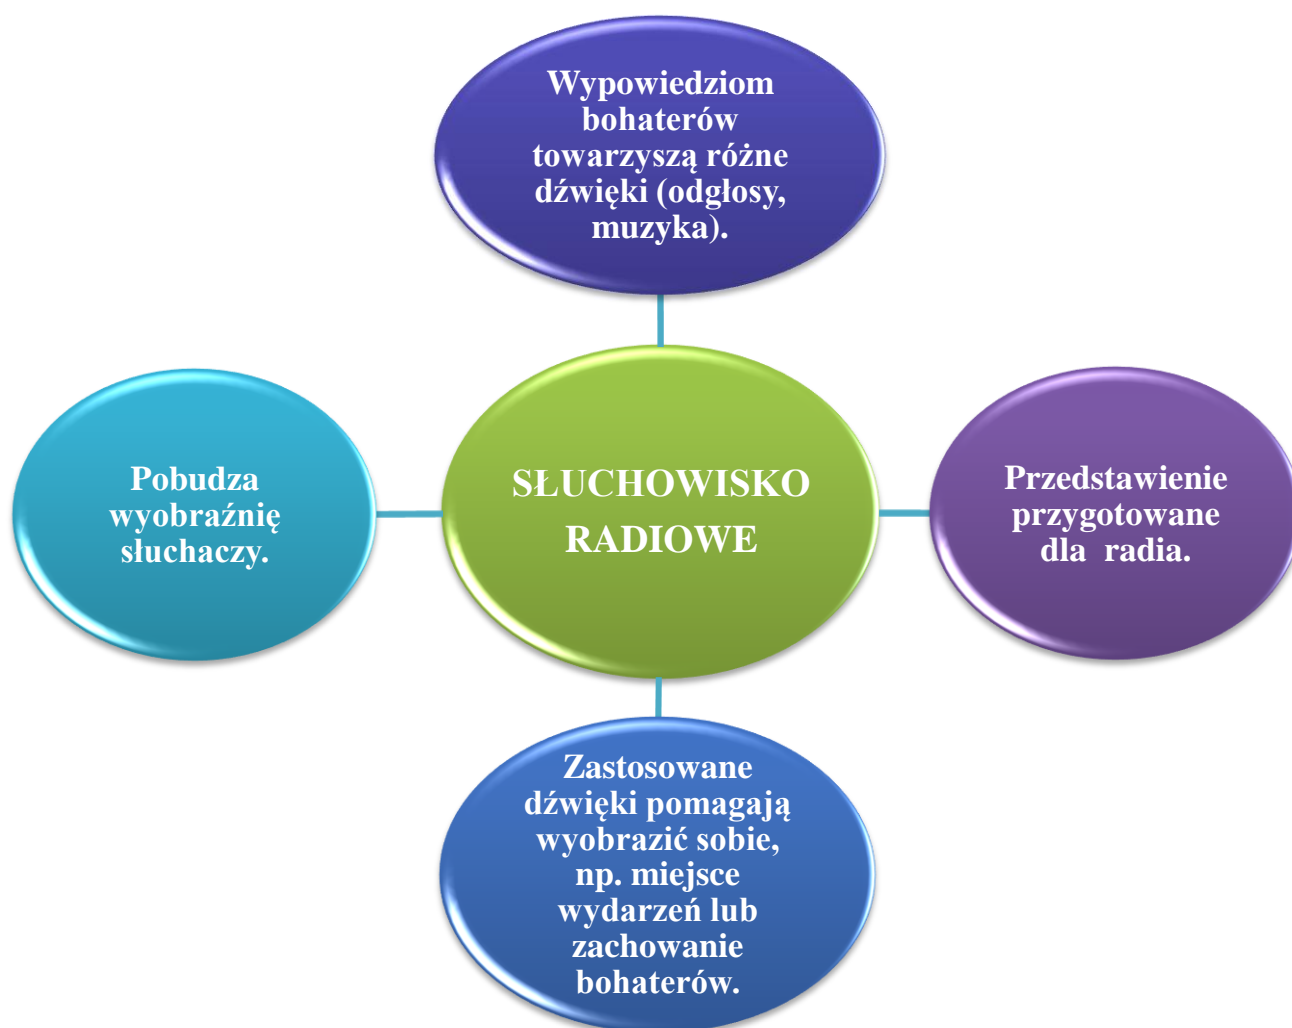 Wypowiedziom
bohaterów
towarzyszą różne
dźwięki (odgłosy,
muzyka).
Pobudza
wyobraźnię
słuchaczy.
SŁUCHOWISKO
RADIOWE
Przedstawienie
przygotowane
dla radia.
Zastosowane
dźwięki pomagają
wyobrazić sobie,
np. miejsce
wydarzeń lub
zachowanie
bohaterów.